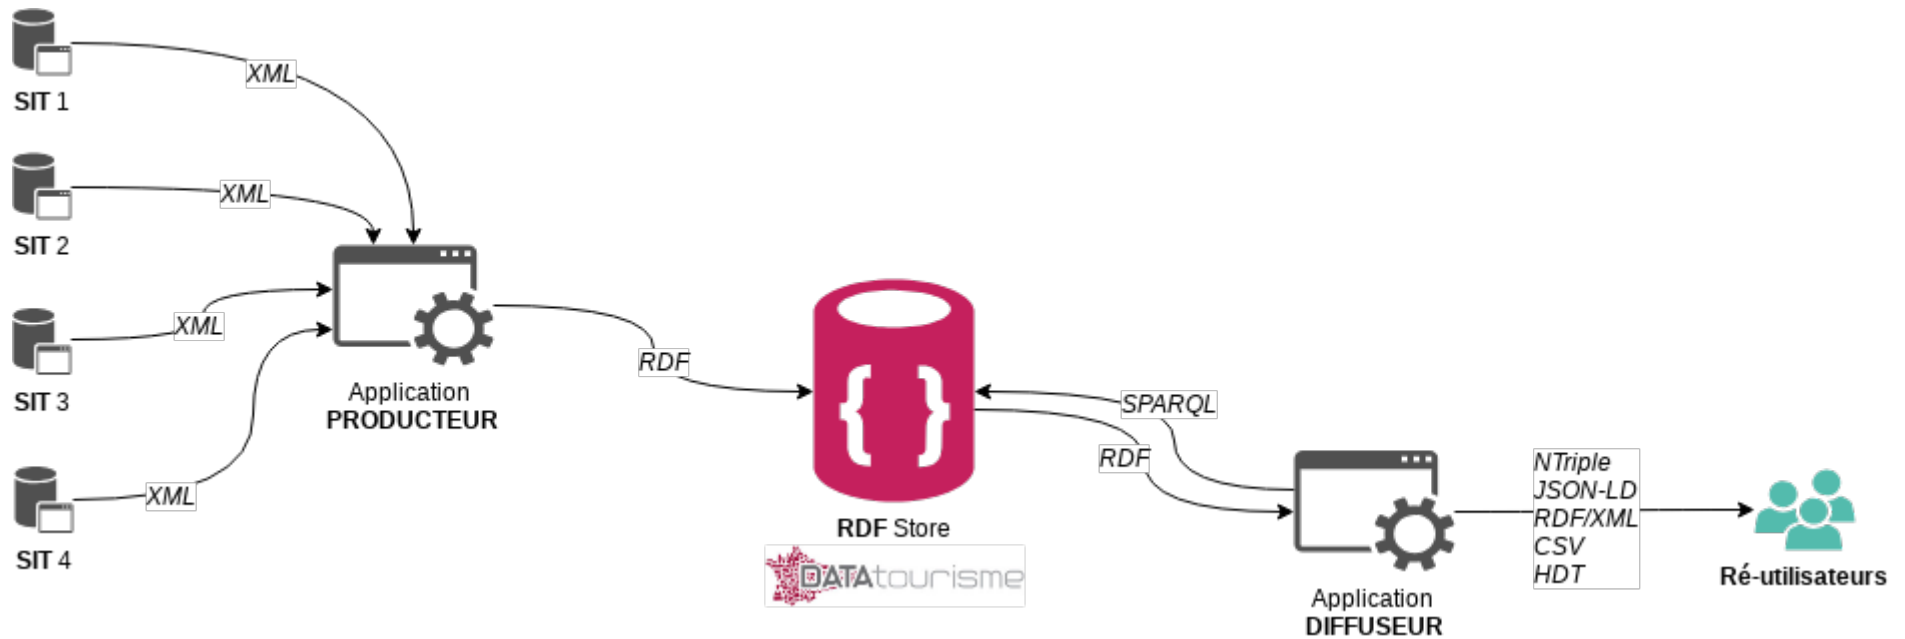 XML
SIT 1
XML
SIT 2
XML
SIT 3
XML
SIT 4
Application
PRODUCTEUR
RDF
RDF Store
DATAtourisme
SPARQL
RDF
Application
DIFFUSEUR
NTriple
JSON-LD
RDF/XML
CSV
HDT
Ré-utilisateurs